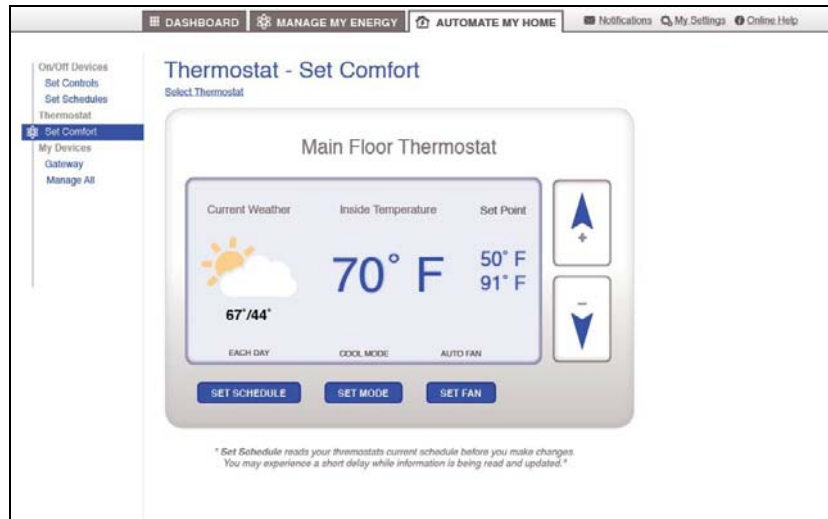 DASHBOARD MANAGE MY ENERGY AUTOMATE MY HOME Notifications My Settings Online Help
On/Off Devices
Set Controls
Set Schedules
Thermostat
Set Comfort
My Devices
Gateway
Manage All
Thermostat - Set Comfort
Select Thermostat
Main Floor Thermostat
Current Weather Inside Temperature Set Point
70° F
50° F
91° F
67°/44°
EACH DAY COOL MODE AUTO FAN
+
−
SET SCHEDULE SET MODE SET FAN
* Set Schedule reads your thremostats current schedule before you make changes.
You may experience a short delay while information is being read and updated.*